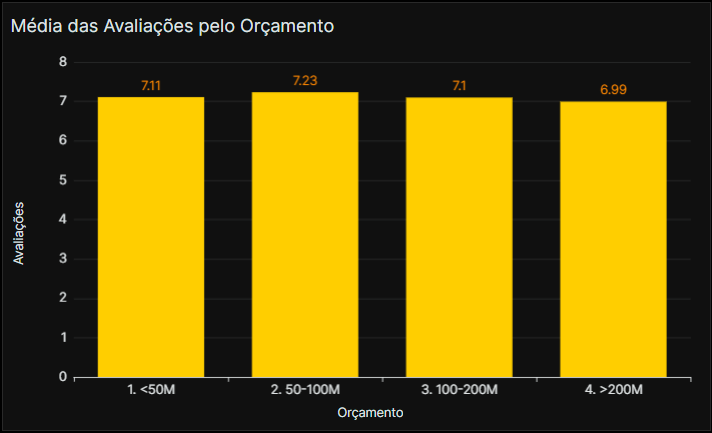 Média das Avaliações pelo Orçamento
8
7
6
5
4
3
2
1
0
Avaliações
7.11
7.23
7.1
6.99
1. <50M
2. 50-100M
3. 100-200M
4. >200M
Orçamento